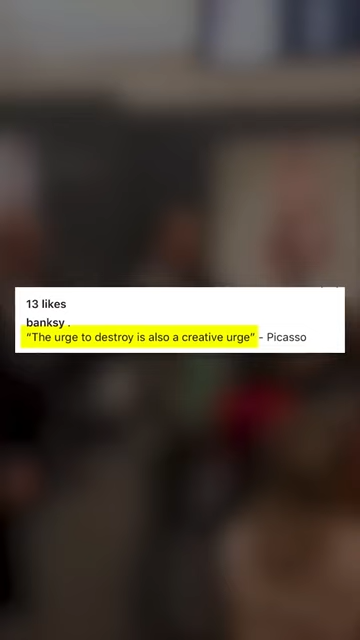 13 likes
banksy .
“The urge to destroy is also a creative urge” - Picasso